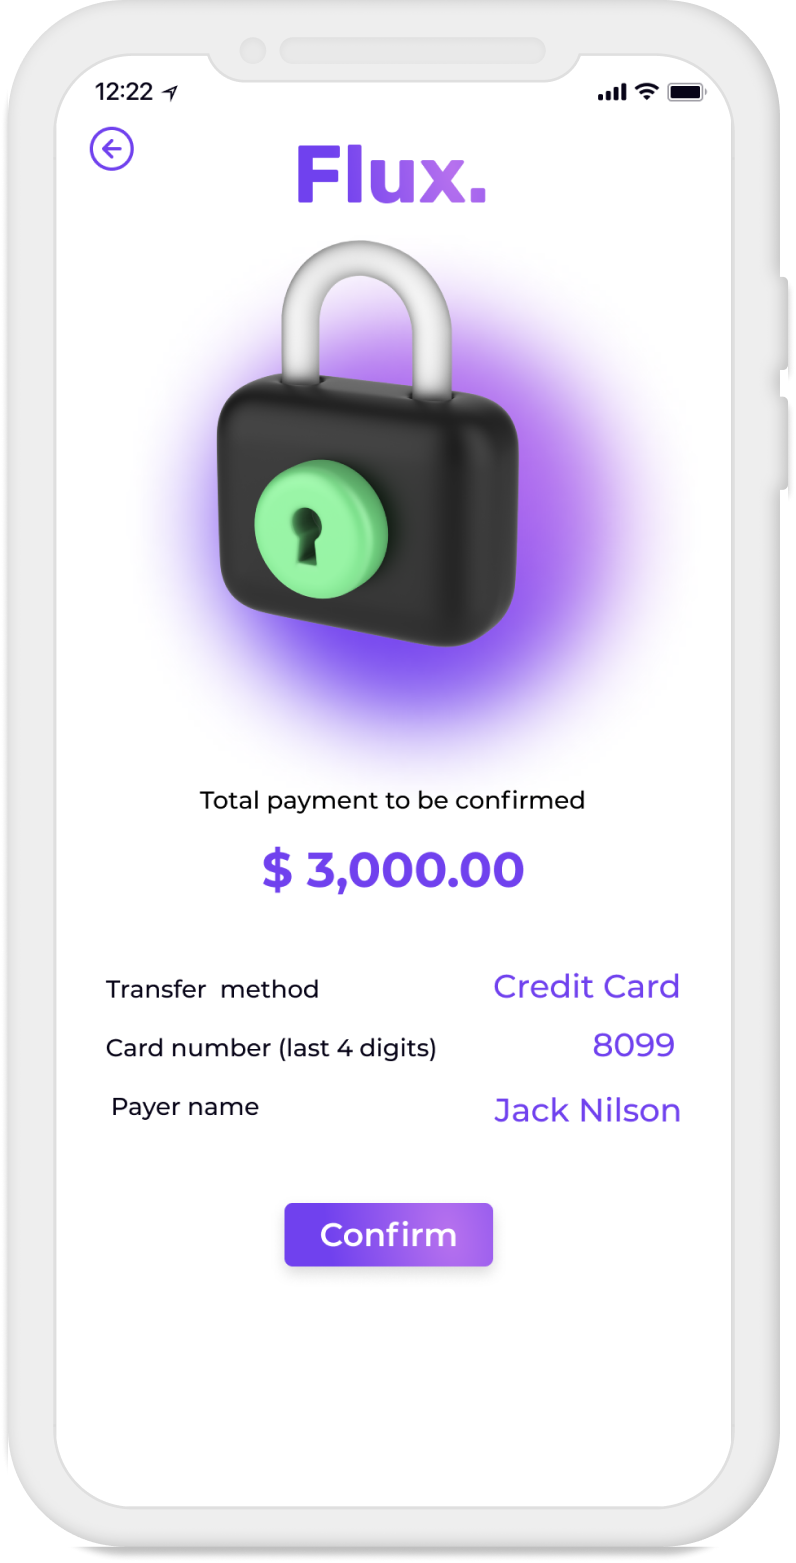 12:22
Flux.
Total payment to be confirmed
$ 3,000.00
Transfer method Credit Card
Card number (last 4 digits) 8099
Payer name Jack Nilson
Confirm